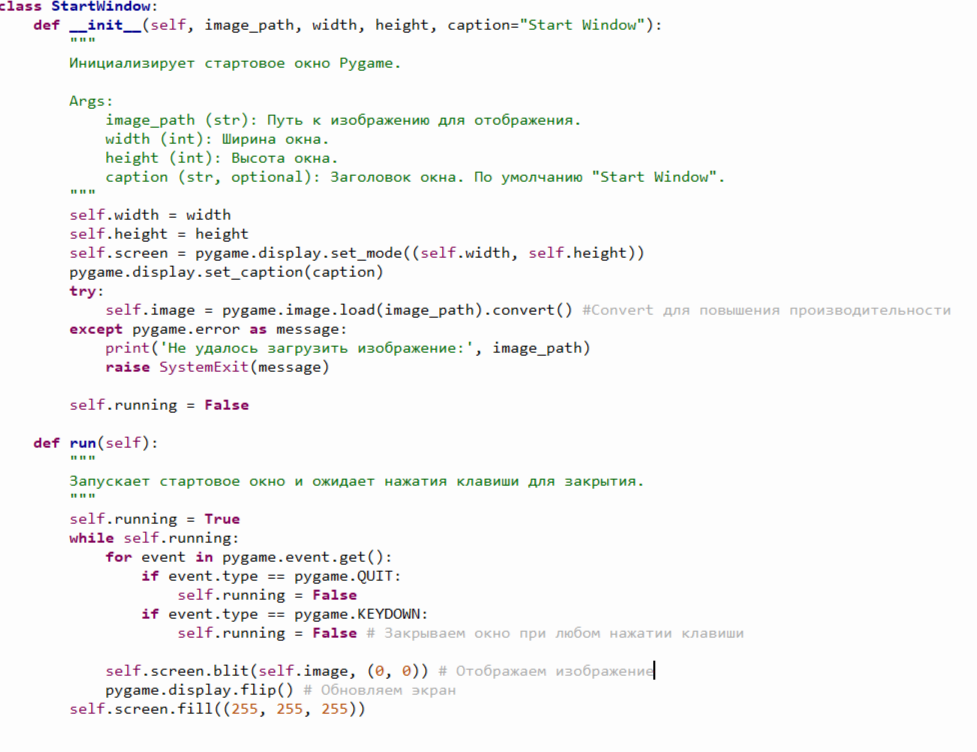 class StartWindow:
    def __init__(self, image_path, width, height, caption="Start Window"):
        """
        Инициализирует стартовое окно Pygame.

        Args:
            image_path (str): Путь к изображению для отображения.
            width (int): Ширина окна.
            height (int): Высота окна.
            caption (str, optional): Заголовок окна. По умолчанию "Start Window".
        """
        self.width = width
        self.height = height
        self.screen = pygame.display.set_mode((self.width, self.height))
        pygame.display.set_caption(caption)
        try:
            self.image = pygame.image.load(image_path).convert() #Convert для повышения производительности
        except pygame.error as message:
            print('Не удалось загрузить изображение:', image_path)
            raise SystemExit(message)

        self.running = False

    def run(self):
        """
        Запускает стартовое окно и ожидает нажатия клавиши для закрытия.
        """
        self.running = True
        while self.running:
            for event in pygame.event.get():
                if event.type == pygame.QUIT:
                    self.running = False
                if event.type == pygame.KEYDOWN:
                    self.running = False # Закрываем окно при любом нажатии клавиши

            self.screen.blit(self.image, (0, 0)) # Отображаем изображение
            pygame.display.flip() # Обновляем экран
        self.screen.fill((255, 255, 255))